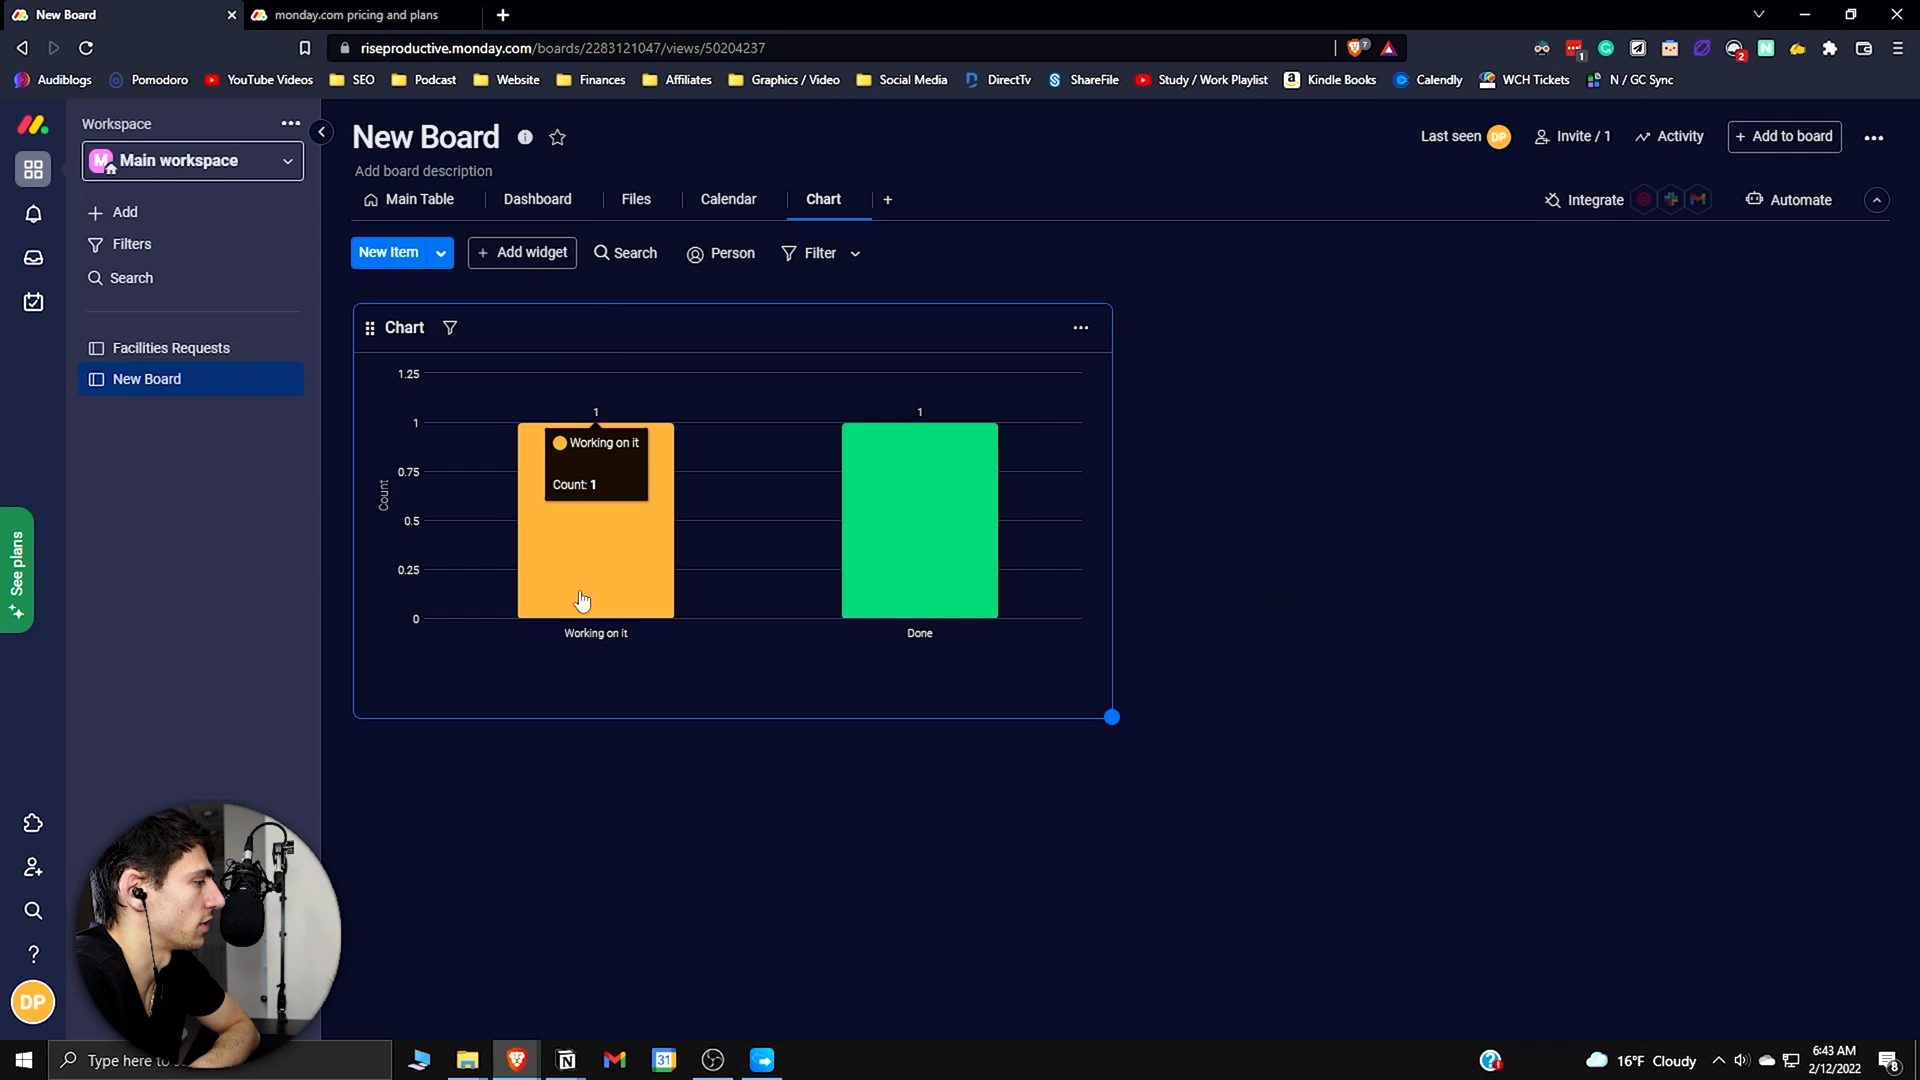 New Board
monday.com pricing and plans
riseproductive.monday.com/boards/2283121047/views/50204237
7
1
2
Audiblogs
Pomodoro
YouTube Videos
SEO
Podcast
Website
Finances
Affiliates
Graphics / Video
Social Media
DirectTv
ShareFile
Study / Work Playlist
Kindle Books
Calendly
WCH Tickets
N / GC Sync
Workspace
M
Main workspace
Add
Filters
Search
Facilities Requests
New Board
See plans
DP
New Board
Add board description
Last seen DP
Invite / 1
Activity
+ Add to board
Main Table
Dashboard
Files
Calendar
Chart
+
Integrate
Automate
New Item
+ Add widget
Search
Person
Filter
Chart
1.25
1
0.75
0.5
0.25
0
Count
1
Working on it
Count: 1
1
Working on it
Done
Type here to s
31
16°F Cloudy
6:43 AM
2/12/2022
8